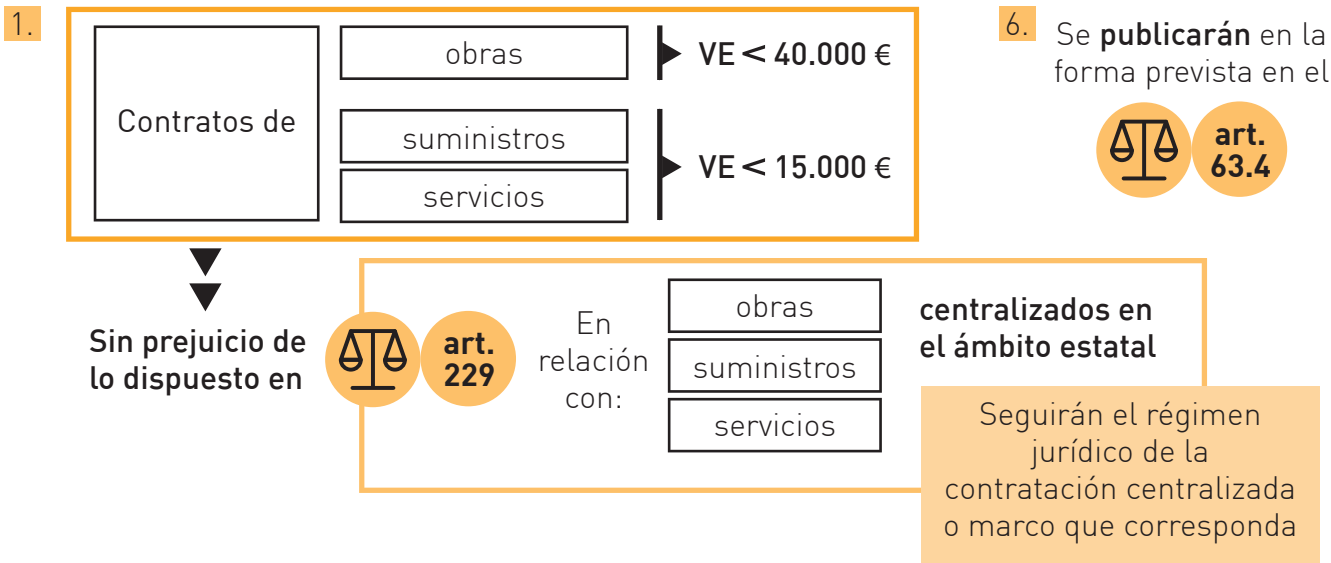 1.
Contratos de
obras
VE < 40.000 €
suministros
servicios
VE < 15.000 €
6.
Se publicarán en la
forma prevista en el
art.
63.4
Sin prejuicio de
lo dispuesto en
art.
229
En
relación
con:
obras
suministros
servicios
centralizados en
el ámbito estatal
Seguirán el régimen
jurídico de la
contratación centralizada
o marco que corresponda